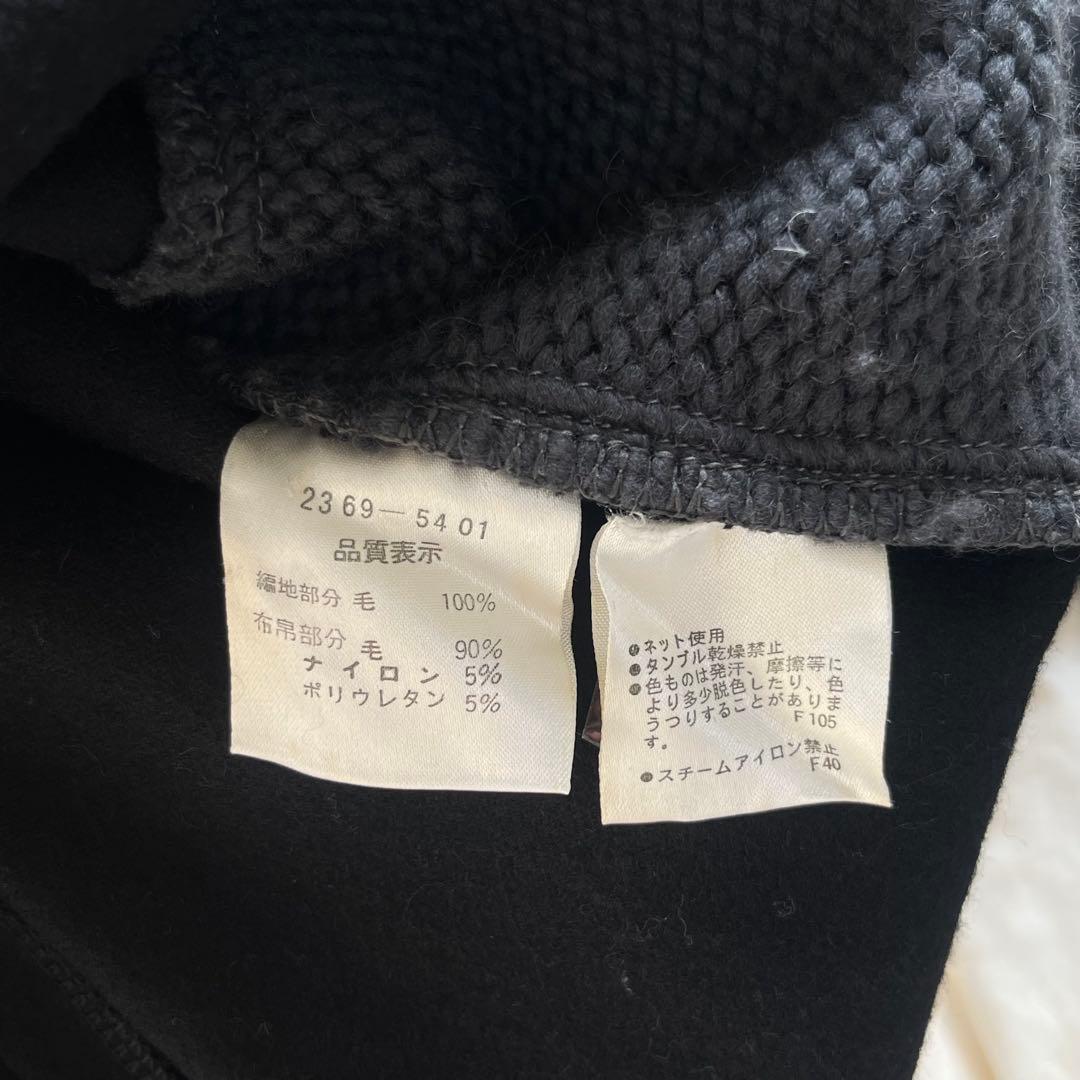 2369-5401
品質表示
編地部分 毛 100%
布帛部分 毛 90%
ナイロン 5%
ポリウレタン 5%
●ネット使用
●タンブル乾燥禁止
●色ものは発汗、摩擦等に
より多少脱色したり、色
うつりすることがありま
す。 F105
●スチームアイロン禁止
F40